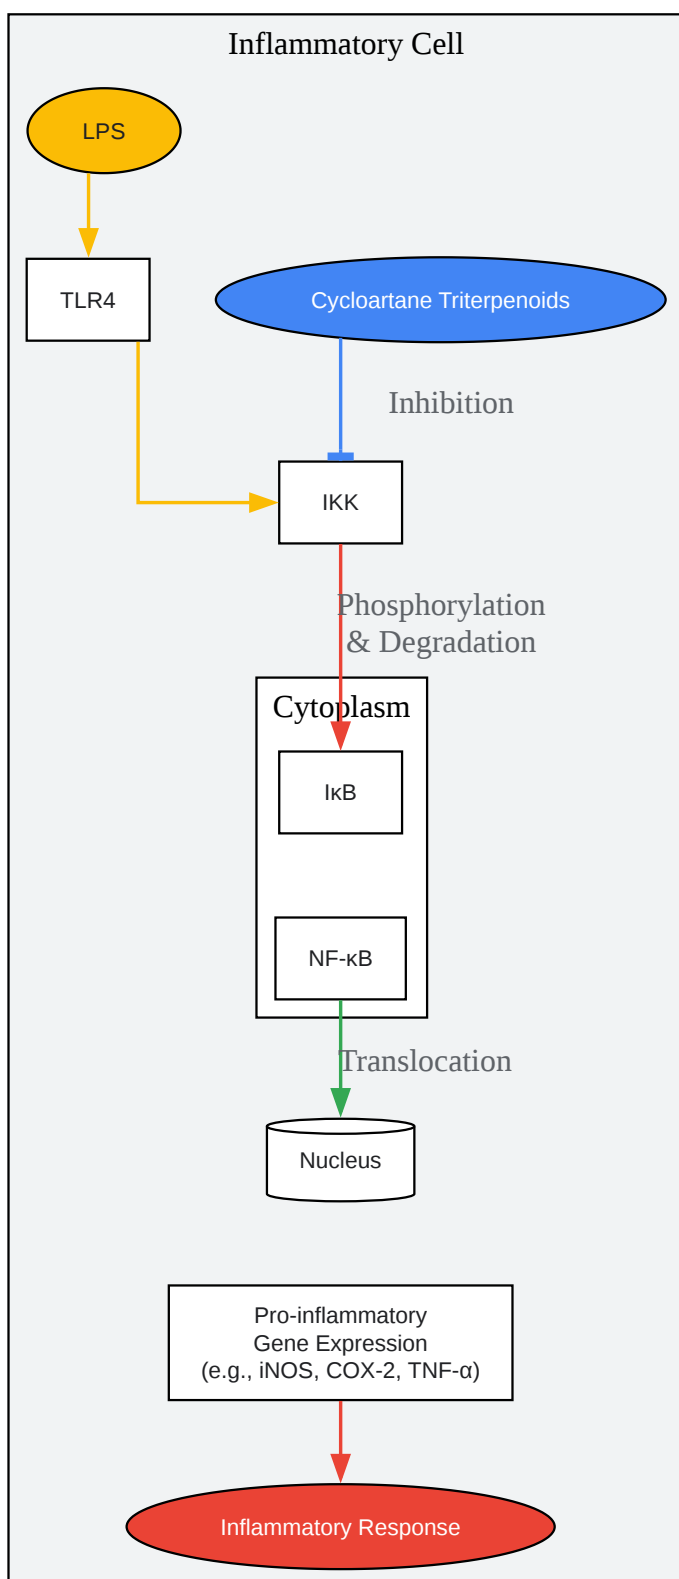 Inflammatory Cell
LPS
TLR4
Cycloartane Triterpenoids
Inhibition
IKK
Phosphorylation
& Degradation
Cytoplasm
IκB
NF-κB
Translocation
Nucleus
Pro-inflammatory
Gene Expression
(e.g., iNOS, COX-2, TNF-α)
Inflammatory Response